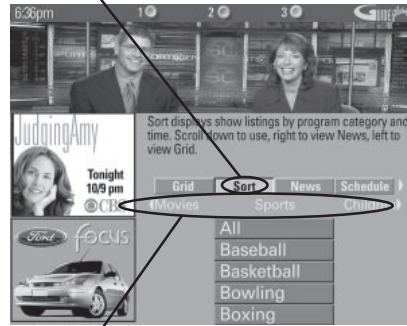 6:36pm
1
2
3
SC
Sort displays show listings by program category and
time. Scroll down to use, right to view News, left to
view Grid.
JudgingAmy
Tonight
10/9 pm
CBS
Grid
Sort
News
Schedule
Movies
Sports
Childre
Ford
focus
All
Baseball
Basketball
Bowling
Boxing